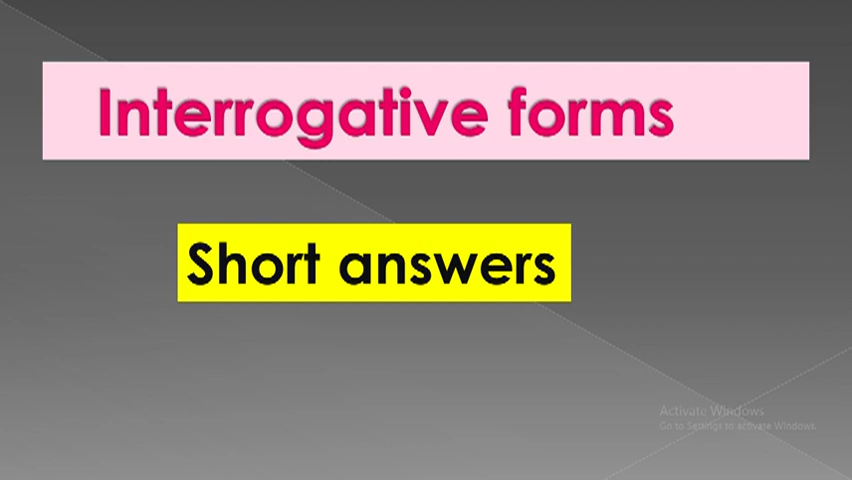 Interrogative forms
Short answers
Activate Windows
Go to Settings to activate Windows.